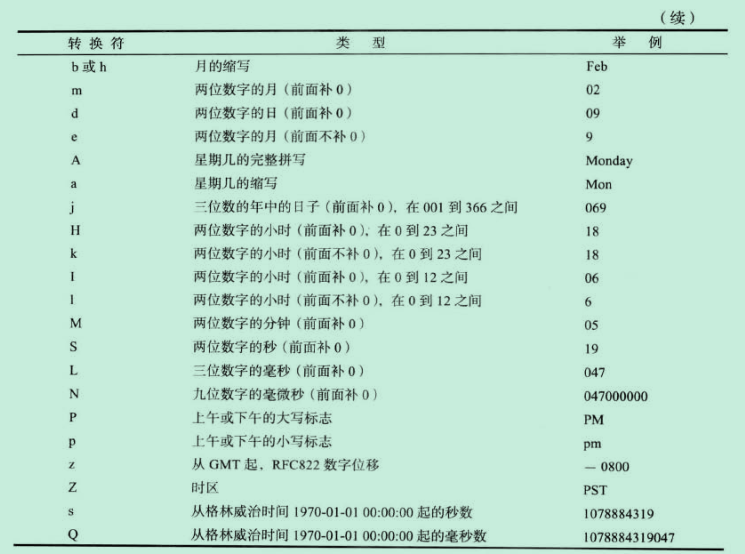 （续）
转 换 符 类 型 举 例
b 或 h 月的缩写 Feb
m 两位数字的月（前面补 0） 02
d 两位数字的日（前面补 0） 09
e 两位数字的月（前面不补 0） 9
A 星期几的完整拼写 Monday
a 星期几的缩写 Mon
j 三位数的年中的日子（前面补 0），在 001 到 366 之间 069
H 两位数字的小时（前面补 0），在 0 到 23 之间 18
k 两位数字的小时（前面不补 0），在 0 到 23 之间 18
I 两位数字的小时（前面补 0），在 0 到 12 之间 06
l 两位数字的小时（前面不补 0），在 0 到 12 之间 6
M 两位数字的分钟（前面补 0） 05
S 两位数字的秒（前面补 0） 19
L 三位数字的毫秒（前面补 0） 047
N 九位数字的毫微秒（前面补 0） 047000000
P 上午或下午的大写标志 PM
p 上午或下午的小写标志 pm
z 从 GMT 起，RFC822 数字位移 — 0800
Z 时区 PST
s 从格林威治时间 1970-01-01 00:00:00 起的秒数 1078884319
Q 从格林威治时间 1970-01-01 00:00:00 起的毫秒数 1078884319047